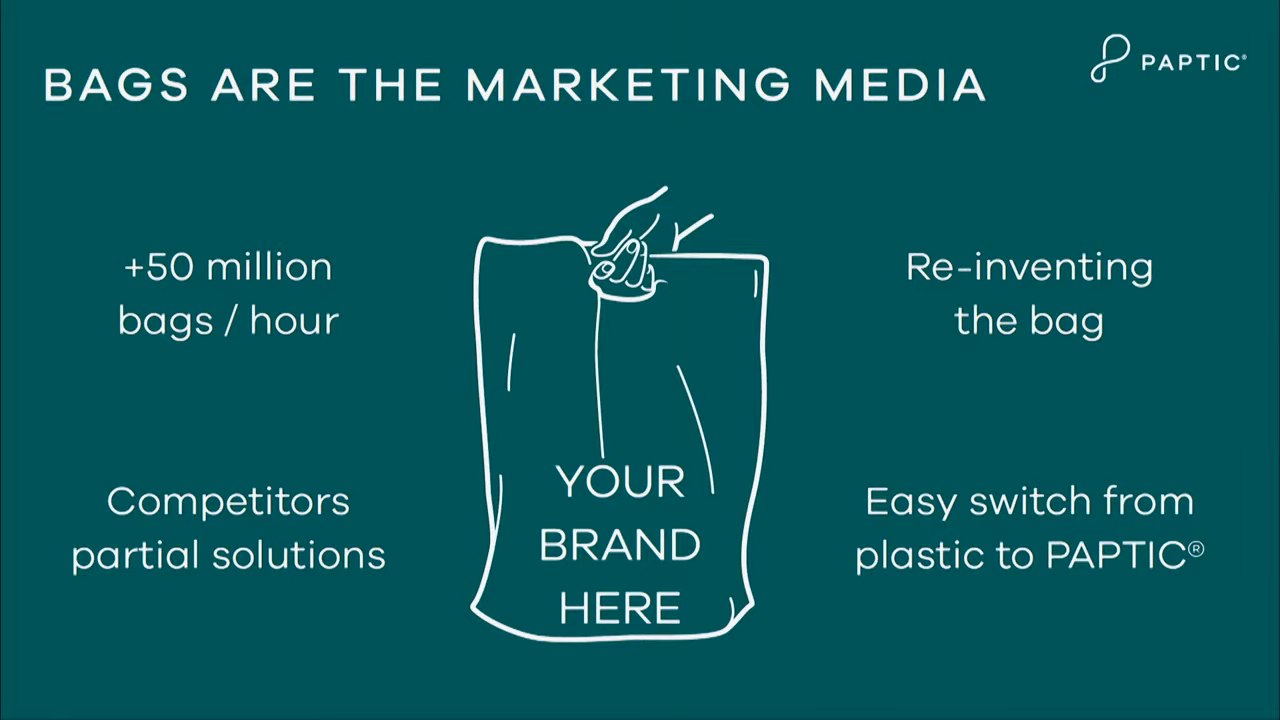 BAGS ARE THE MARKETING MEDIA
PAPTIC®
+50 million
bags / hour
Re-inventing
the bag
Competitors
partial solutions
YOUR
BRAND
HERE
Easy switch from
plastic to PAPTIC®